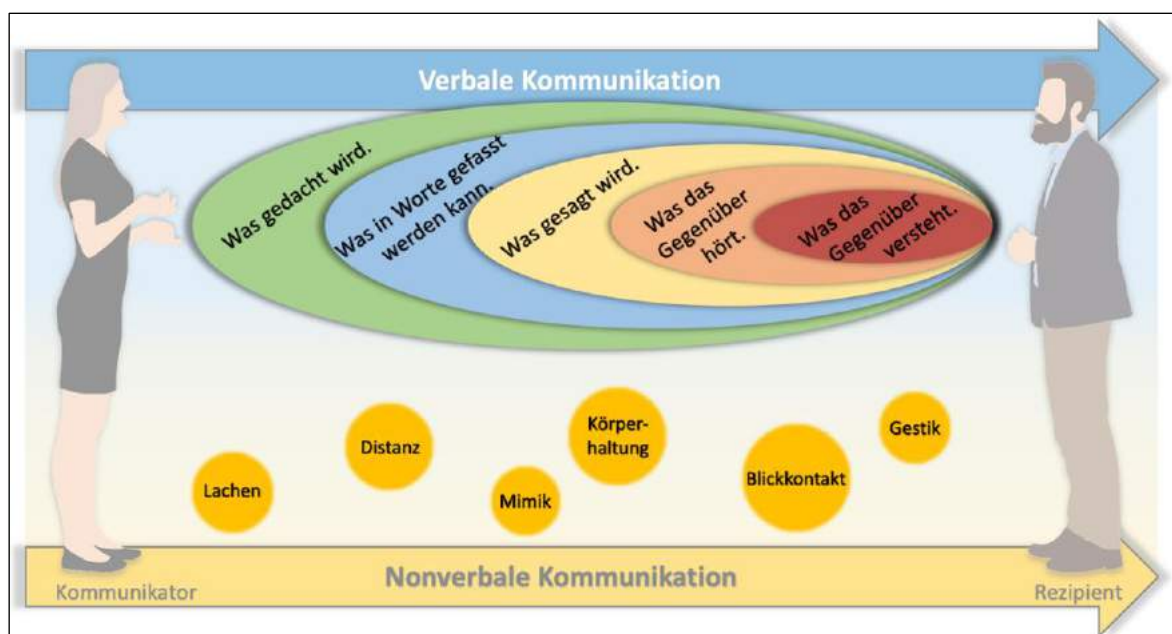 Verbale Kommunikation
Was gedacht wird.
Was in Worte gefasst
werden kann.
Was gesagt wird.
Was das
Gegenüber
hört.
Was das
Gegenüber
versteht.
Lachen
Distanz
Mimik
Körper-
haltung
Blickkontakt
Gestik
Nonverbale Kommunikation
Kommunikator
Rezipient